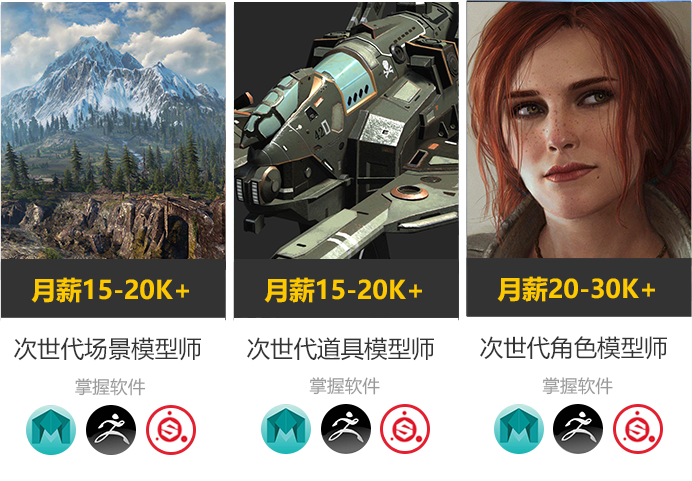 月薪15-20K+
月薪15-20K+
月薪20-30K+
次世代场景模型师
次世代道具模型师
次世代角色模型师
掌握软件
掌握软件
掌握软件